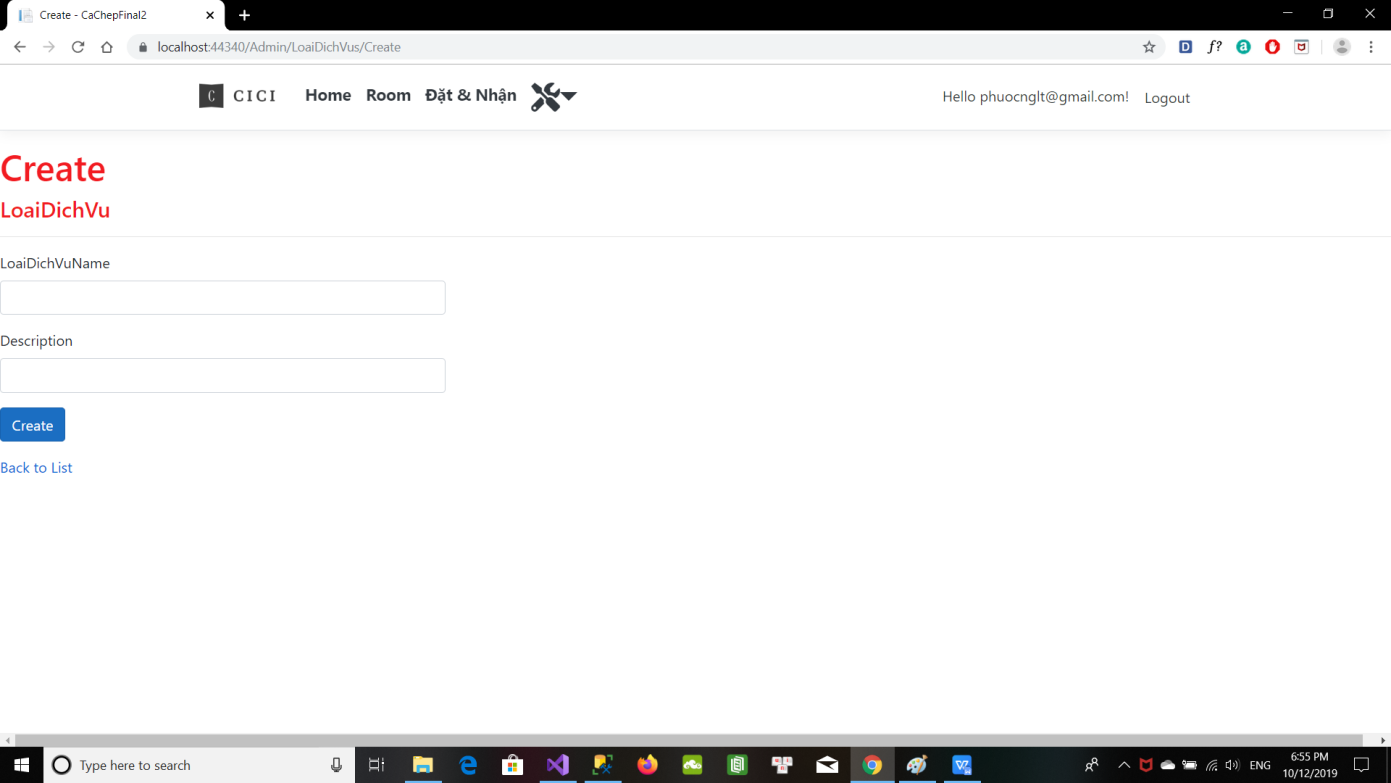 Create - CaChepFinal2
localhost:44340/Admin/LoaiDichVus/Create
C CICI Home Room Đặt & Nhận Hello phuocnglt@gmail.com! Logout
Create
LoaiDichVu
LoaiDichVuName
Description
Create
Back to List
Type here to search
ENG
6:55 PM
10/12/2019